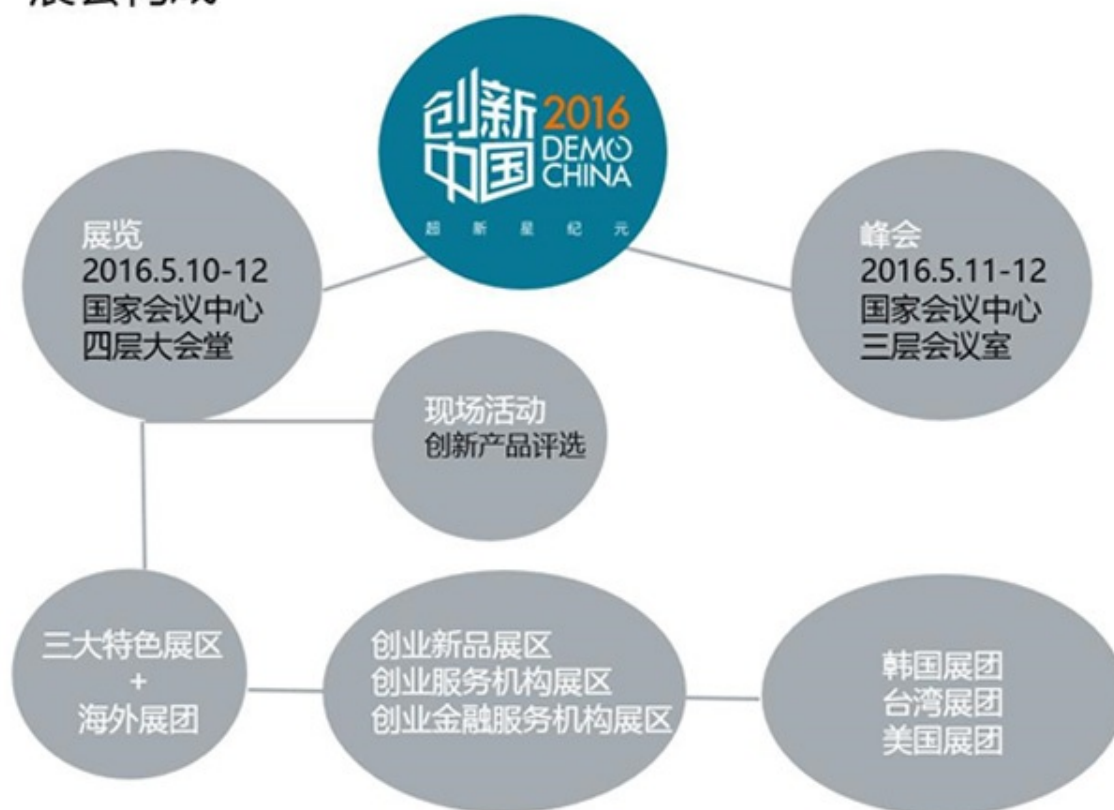 创新
中国
2016
DEMO
CHINA
超新星纪元
展览
2016.5.10-12
国家会议中心
四层大会堂
峰会
2016.5.11-12
国家会议中心
三层会议室
现场活动
创新产品评选
三大特色展区
+
海外展团
创业新品展区
创业服务机构展区
创业金融服务机构展区
韩国展团
台湾展团
美国展团